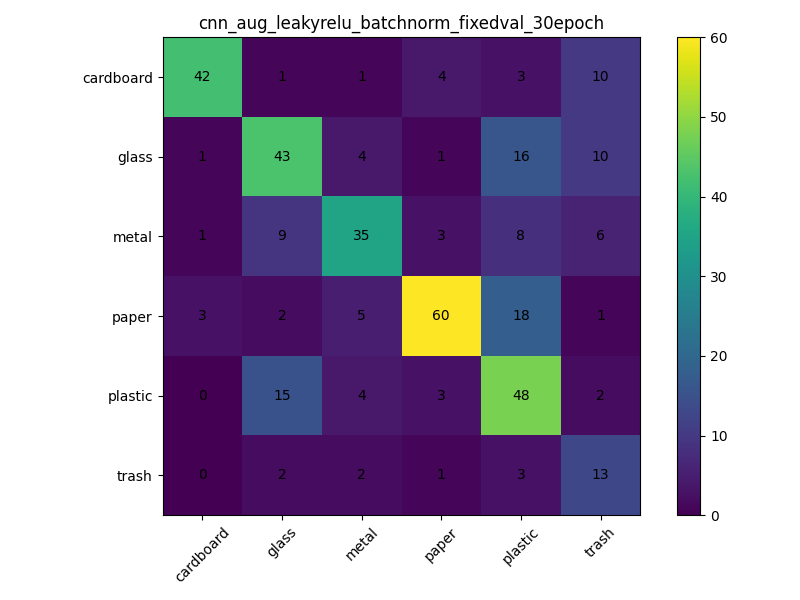 cnn_aug_leakyrelu_batchnorm_fixedval_30epoch
cardboard 42 1 1 4 3 10
glass 1 43 4 1 16 10
metal 1 9 35 3 8 6
paper 3 2 5 60 18 1
plastic 0 15 4 3 48 2
trash 0 2 2 1 3 13
cardboard glass metal paper plastic trash
60
50
40
30
20
10
0